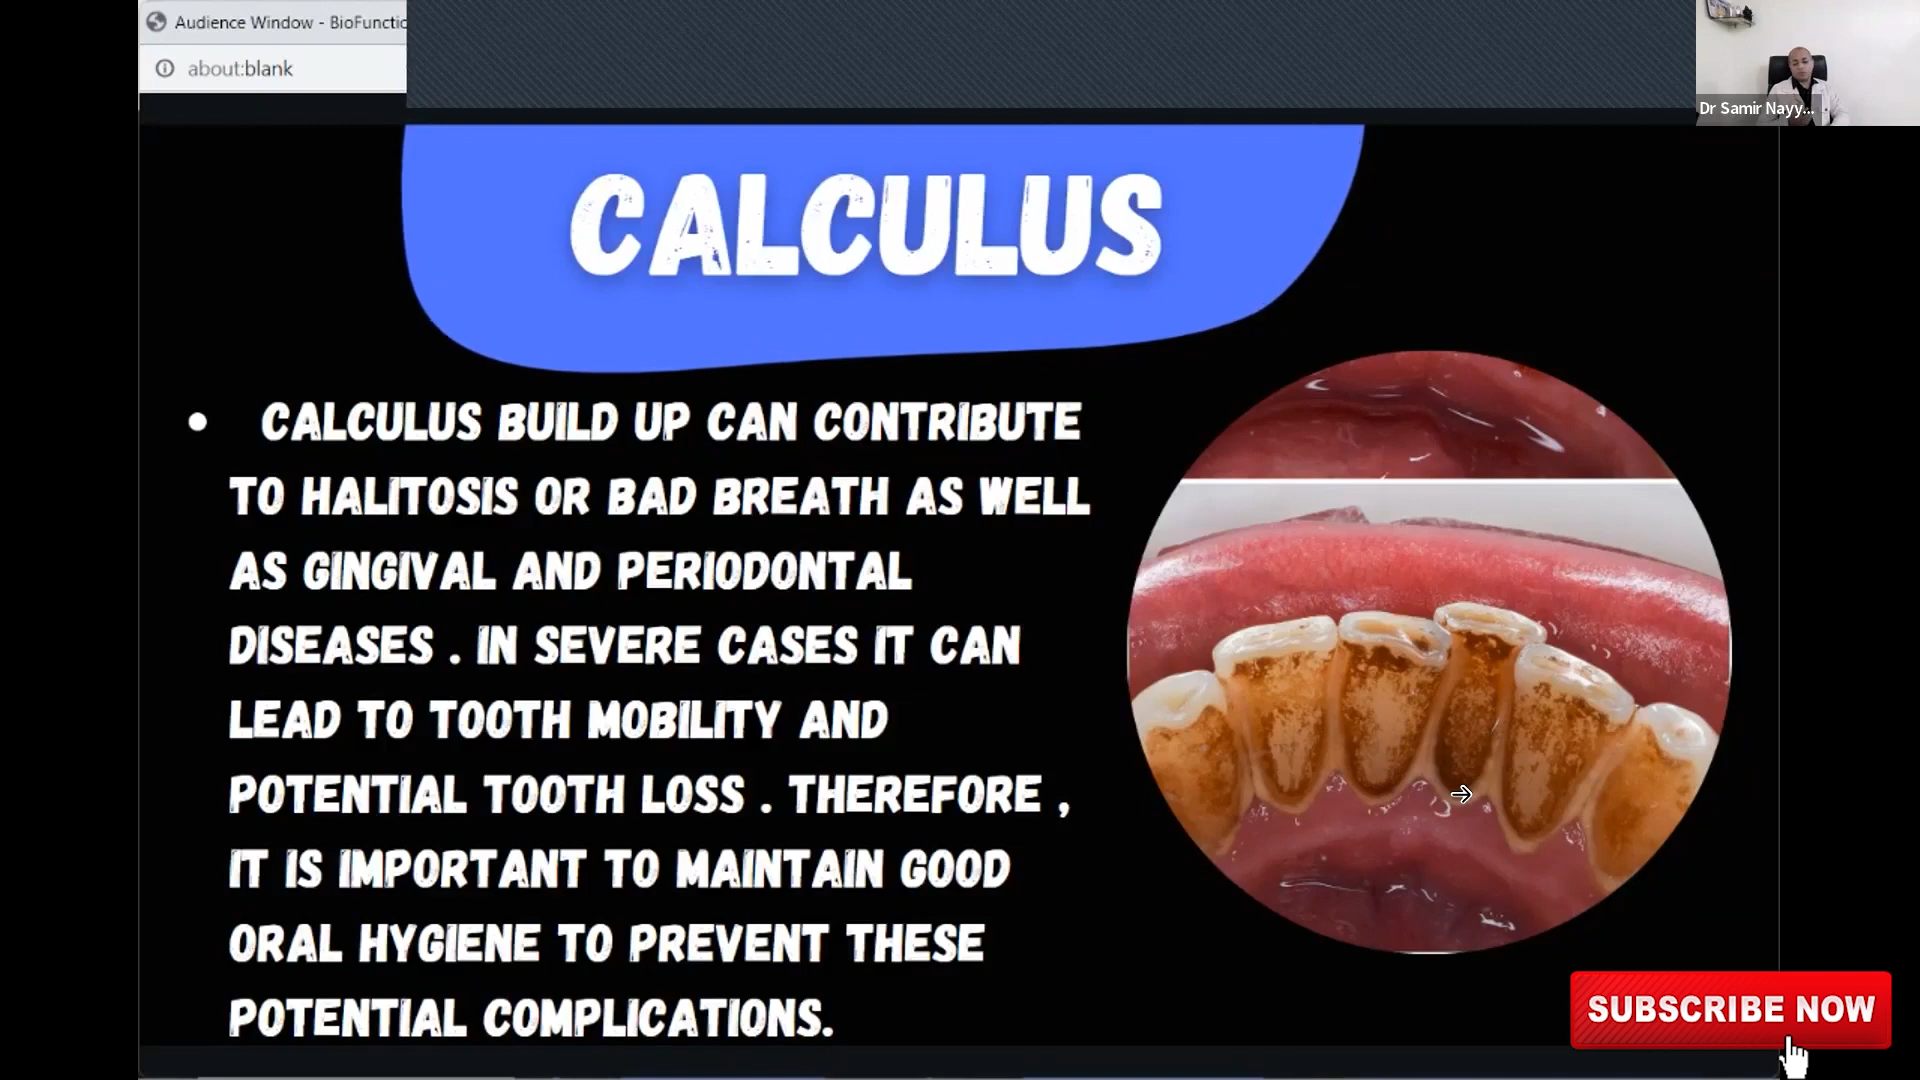 Audience Window - BioFunctio
about:blank
Dr Samir Nayy...
CALCULUS
• CALCULUS BUILD UP CAN CONTRIBUTE
TO HALITOSIS OR BAD BREATH AS WELL
AS GINGIVAL AND PERIODONTAL
DISEASES . IN SEVERE CASES IT CAN
LEAD TO TOOTH MOBILITY AND
POTENTIAL TOOTH LOSS . THEREFORE ,
IT IS IMPORTANT TO MAINTAIN GOOD
ORAL HYGIENE TO PREVENT THESE
POTENTIAL COMPLICATIONS.
SUBSCRIBE NOW